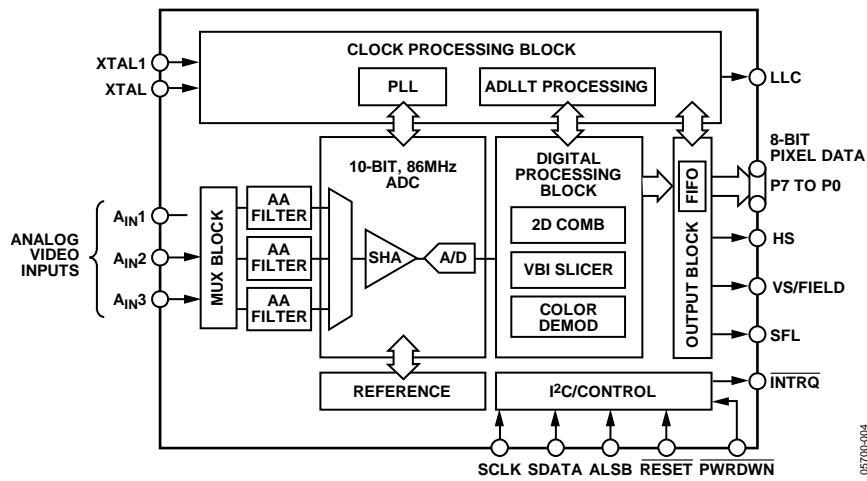 CLOCK PROCESSING BLOCK
XTAL1
XTAL
PLL
ADLLT PROCESSING
LLC
10-BIT, 86MHz
ADC
DIGITAL
PROCESSING
BLOCK
FIFO
OUTPUT BLOCK
8-BIT
PIXEL DATA
P7 TO P0
ANALOG
VIDEO
INPUTS
AIN1
AIN2
AIN3
MUX BLOCK
AA
FILTER
AA
FILTER
AA
FILTER
SHA
A/D
2D COMB
VBI SLICER
COLOR
DEMOD
HS
VS/FIELD
SFL
REFERENCE
I2C/CONTROL
INTRQ
SCLK
SDATA
ALSB
RESET
PWRDWN
05700-004